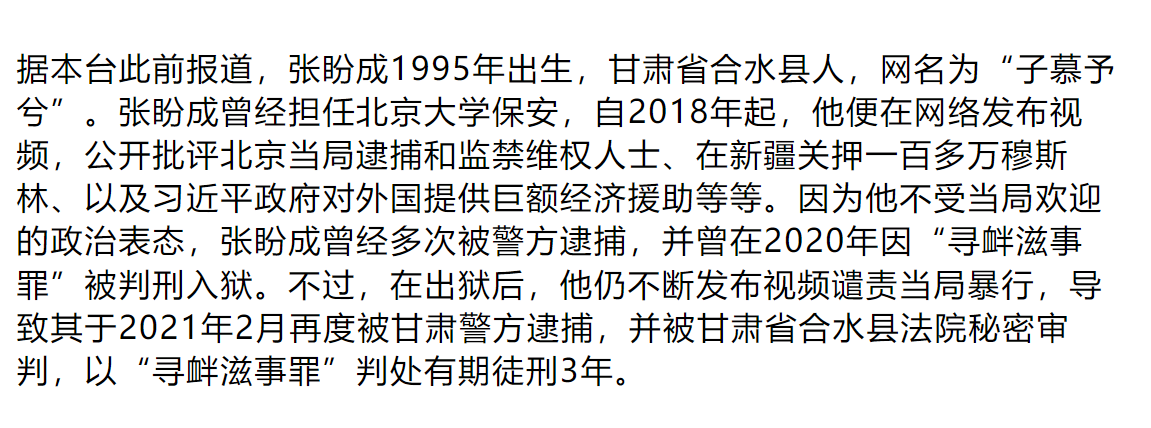 据本台此前报道，张盼成1995年出生，甘肃省合水县人，网名为“子慕予
兮”。张盼成曾经担任北京大学保安，自2018年起，他便在网络发布视
频，公开批评北京当局逮捕和监禁维权人士、在新疆关押一百多万穆斯
林、以及习近平政府对外国提供巨额经济援助等等。因为他不受当局欢迎
的政治表态，张盼成曾经多次被警方逮捕，并曾在2020年因“寻衅滋事
罪”被判刑入狱。不过，在出狱后，他仍不断发布视频谴责当局暴行，导
致其于2021年2月再度被甘肃警方逮捕，并被甘肃省合水县法院秘密审
判，以“寻衅滋事罪”判处有期徒刑3年。